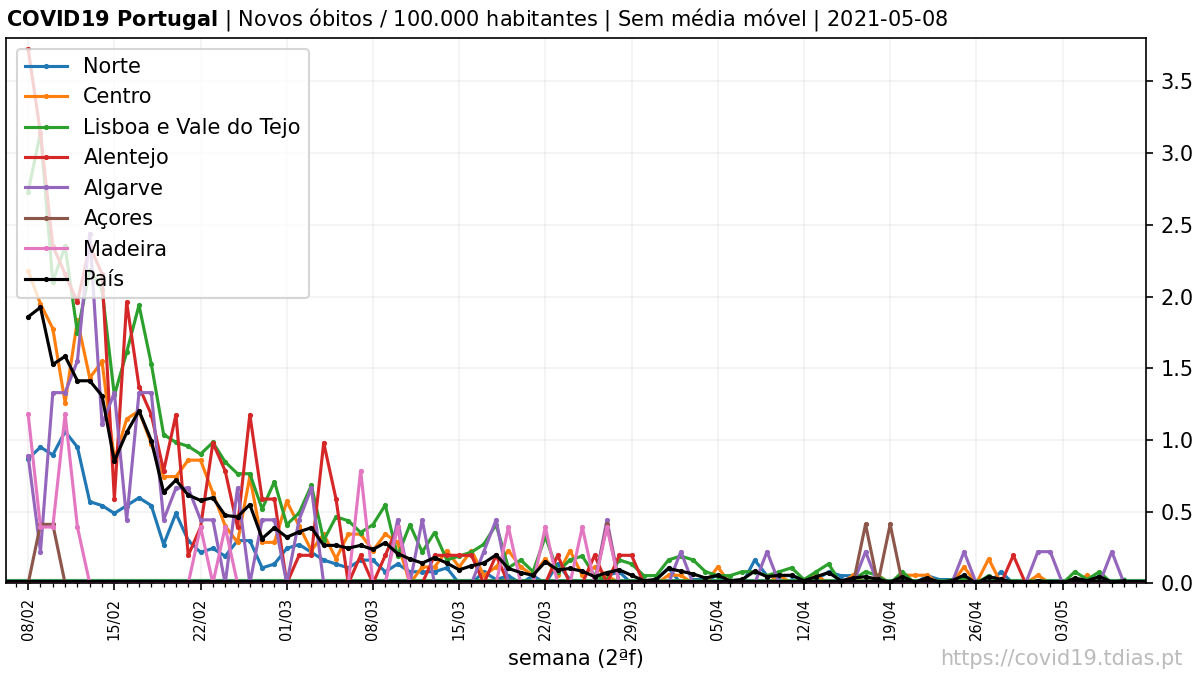 COVID19 Portugal | Novos óbitos / 100.000 habitantes | Sem média móvel | 2021-05-08
Norte
Centro
Lisboa e Vale do Tejo
Alentejo
Algarve
Açores
Madeira
País
3.5
3.0
2.5
2.0
1.5
1.0
0.5
0.0
08/02 15/02 22/02 01/03 08/03 15/03 22/03 29/03 05/04 12/04 19/04 26/04 03/05
semana (2ªf)
https://covid19.tdias.pt